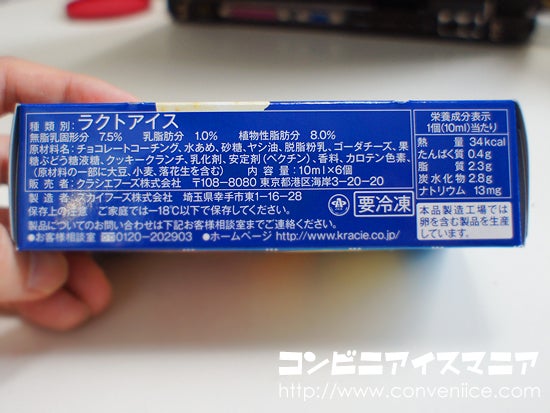 種類別:ラクトアイス
無脂乳固形分 7.5% 乳脂肪分 1.0% 植物性脂肪分 8.0%
原材料名:チョコレートコーチング、水あめ、砂糖、ヤシ油、脱脂粉乳、ゴーダチーズ、果
糖ぶどう糖液糖、クッキークランチ、乳化剤、安定剤(ペクチン)、香料、カロテン色素、
(原材料の一部に大豆、小麦、落花生を含む) 内容量:10ml×6個
販売者:クラシエフーズ株式会社 〒108-8080 東京都港区海岸3-20-20
製造者:スカイフーズ株式会社 埼玉県幸手市東1-16-28
保存上の注意 ご家庭では-18℃以下で保存してください。
製品についてのお問い合わせは下記お客様相談室までご連絡ください。
●お客様相談室 0120-202903 ●ホームページ http://www.kracie.co.jp/
要冷凍
栄養成分表示
1個(10ml)当たり
熱量 34kcal
たんぱく質 0.4g
脂質 2.3g
炭水化物 2.8g
ナトリウム 13mg
本品製造工場では
卵を含む製品を生産
しています。
コンビニアイスマニア
http://www.conveniice.com/